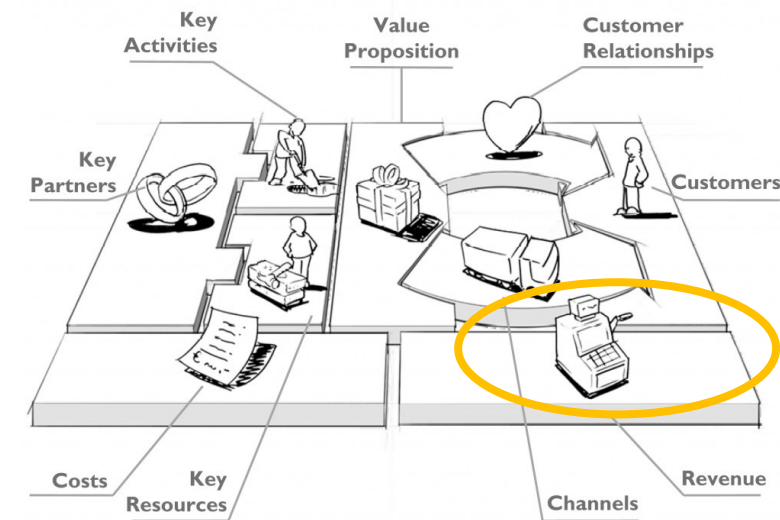 Key
Activities
Value
Proposition
Customer
Relationships
Key
Partners
Customers
Costs
Key
Resources
Channels
Revenue